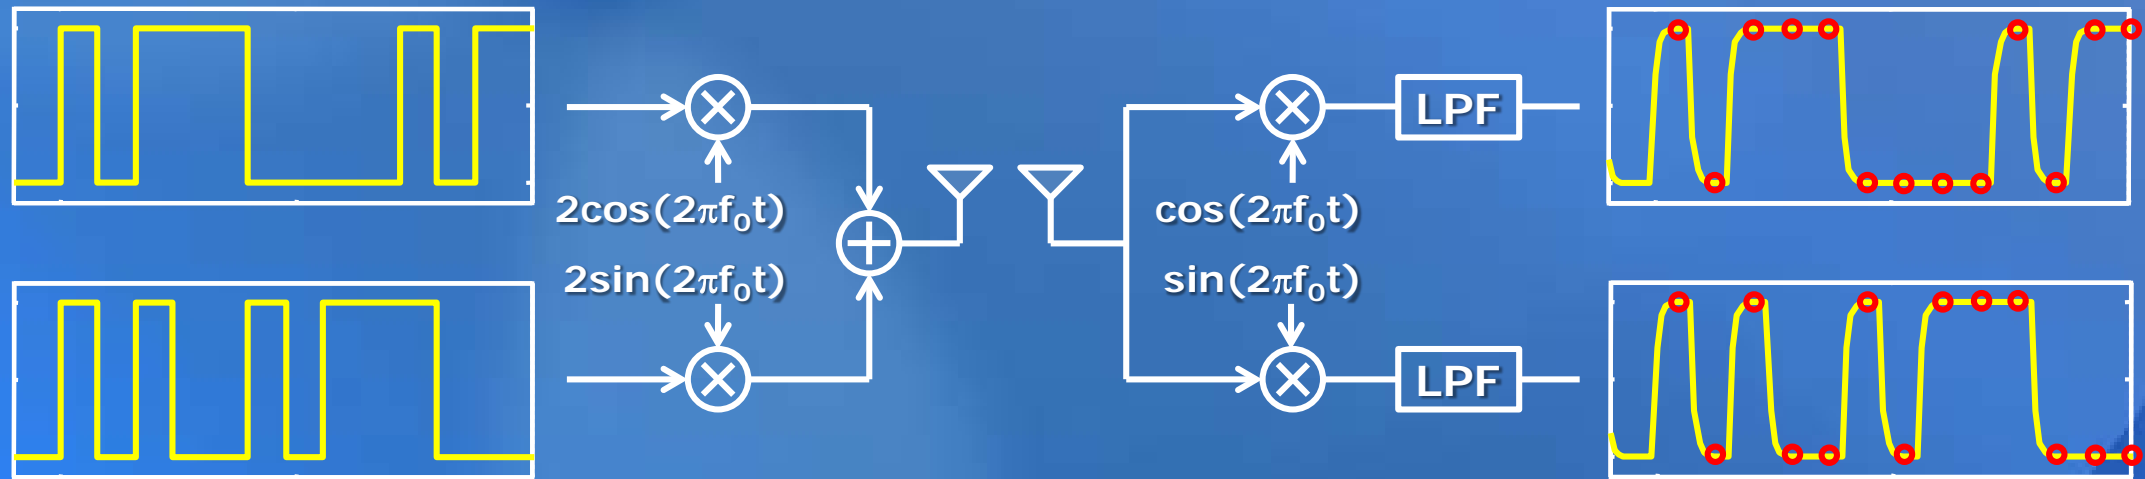 LPF
2cos(2πf₀t)
cos(2πf₀t)
2sin(2πf₀t)
sin(2πf₀t)
LPF